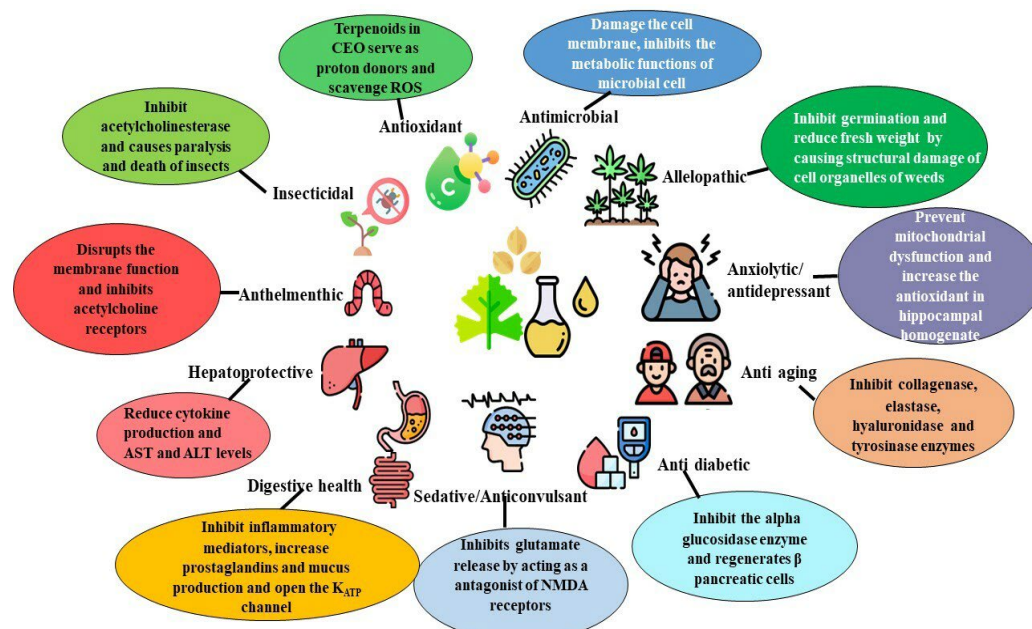 Terpenoids in
CEO serve as
proton donors and
scavenge ROS
Antioxidant
Damage the cell
membrane, inhibits the
metabolic functions of
microbial cell
Antimicrobial
Inhibit
acetylcholinesterase
and causes paralysis
and death of insects
Insecticidal
Inhibit germination and
reduce fresh weight by
causing structural damage of
cell organelles of weeds
Allelopathic
C
Disrupts the
membrane function
and inhibits
acetylcholine
receptors
Anthelmenthic
Prevent
mitochondrial
dysfunction and
increase the
antioxidant in
hippocampal
homogenate
Anxiolytic/
antidepressant
Hepatoprotective
Reduce cytokine
production and
AST and ALT levels
Anti aging
Inhibit collagenase,
elastase,
hyaluronidase and
tyrosinase enzymes
Digestive health
Inhibit inflammatory
mediators, increase
prostaglandins and mucus
production and open the KATP
channel
Sedative/Anticonvulsant
Inhibits glutamate
release by acting as a
antagonist of NMDA
receptors
Anti diabetic
Inhibit the alpha
glucosidase enzyme
and regenerates β
pancreatic cells